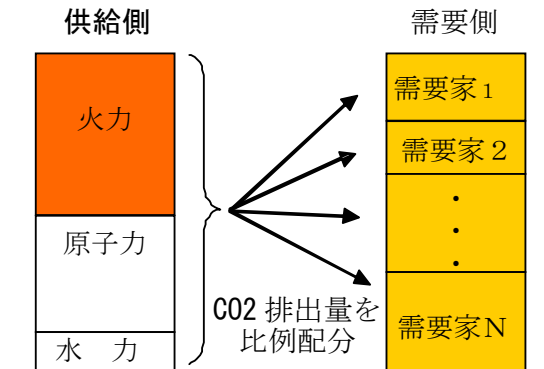 供給側
需要側
火力
原子力
水　力
CO2 排出量を
比例配分
需要家1
需要家２
・
・
・
需要家N